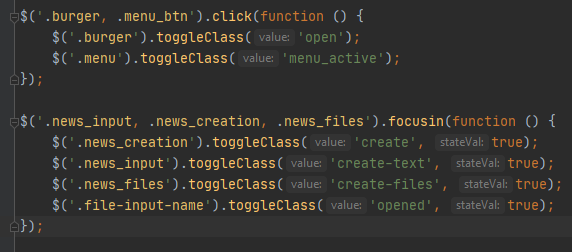 $('.burger, .menu_btn').click(function () {
$('.burger').toggleClass( value: 'open');
$('.menu').toggleClass( value: 'menu_active');
});
$('.news_input, .news_creation, .news_files').focusin(function () {
$('.news_creation').toggleClass( value: 'create', stateVal: true);
$('.news_input').toggleClass( value: 'create-text', stateVal: true);
$('.news_files').toggleClass( value: 'create-files', stateVal: true);
$('.file-input-name').toggleClass( value: 'opened', stateVal: true);
});